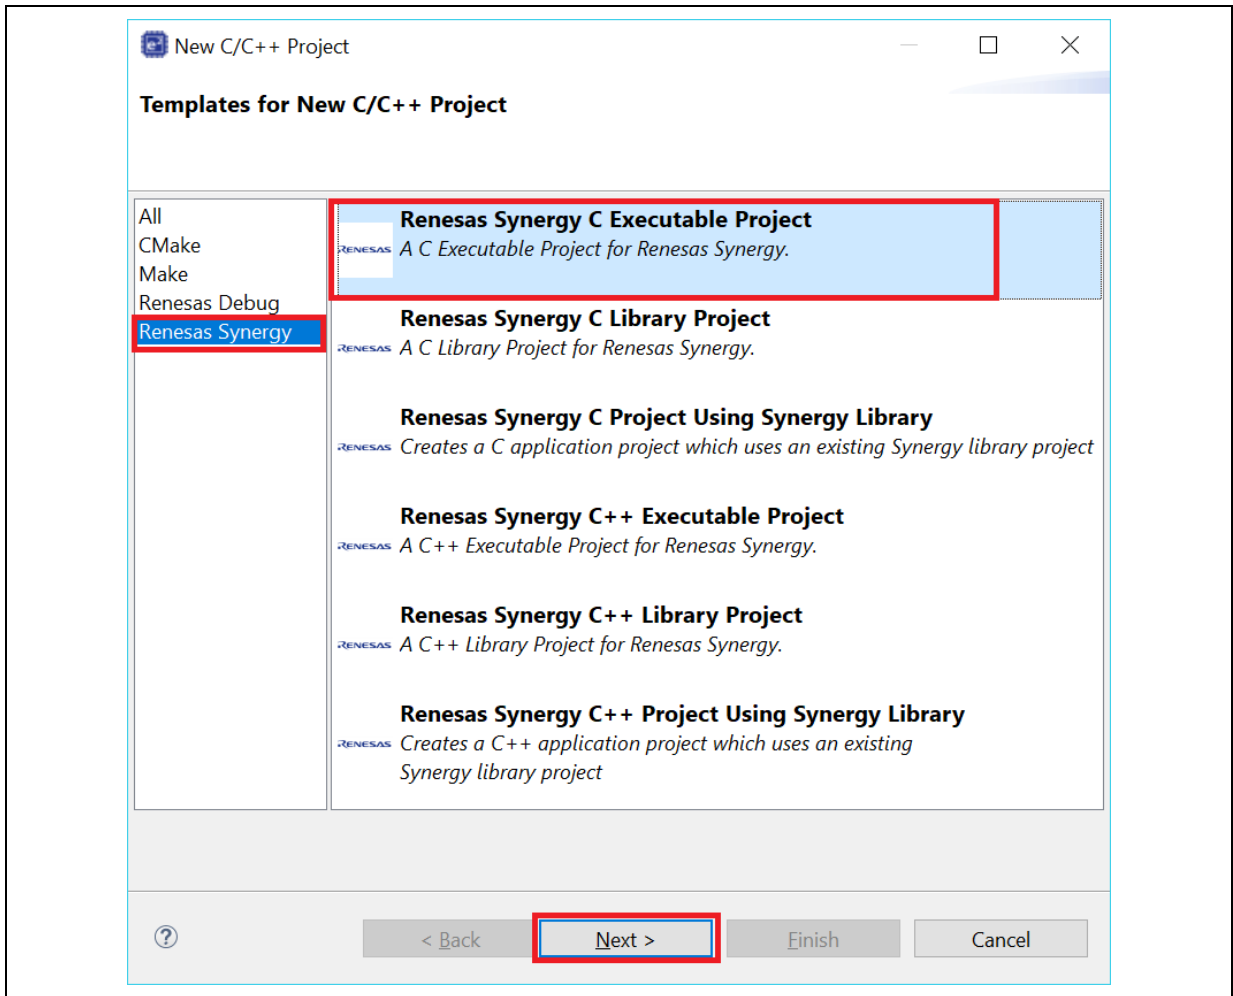 New C/C++ Project
Templates for New C/C++ Project
All
CMake
Make
Renesas Debug
Renesas Synergy
Renesas Synergy C Executable Project
RENESAS A C Executable Project for Renesas Synergy.
Renesas Synergy C Library Project
RENESAS A C Library Project for Renesas Synergy.
Renesas Synergy C Project Using Synergy Library
RENESAS Creates a C application project which uses an existing Synergy library project
Renesas Synergy C++ Executable Project
RENESAS A C++ Executable Project for Renesas Synergy.
Renesas Synergy C++ Library Project
RENESAS A C++ Library Project for Renesas Synergy.
Renesas Synergy C++ Project Using Synergy Library
RENESAS Creates a C++ application project which uses an existing
Synergy library project
? < Back Next > Finish Cancel